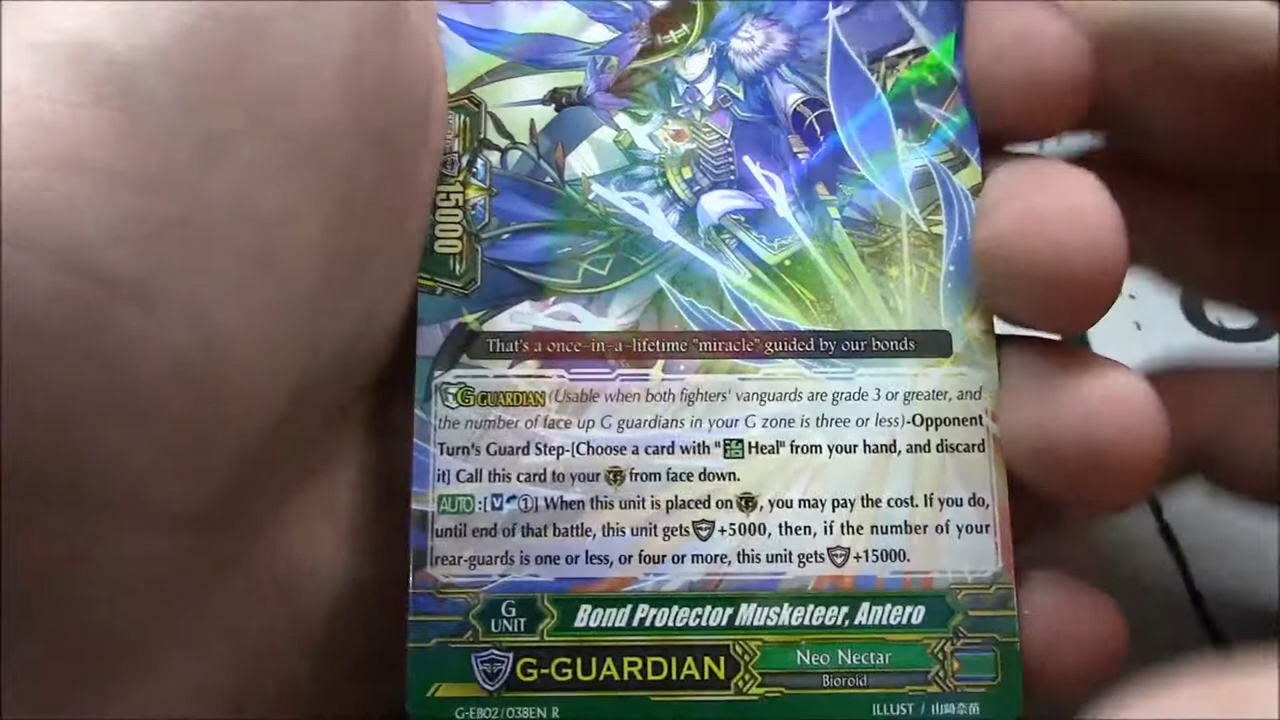 15000
That's a once-in-a-lifetime "miracle" guided by our bonds
G GUARDIAN (Usable when both fighters' vanguards are grade 3 or greater, and
the number of face up G guardians in your G zone is three or less)-Opponent
Turn's Guard Step-[Choose a card with "治 Heal" from your hand, and discard
it] Call this card to your G from face down.
AUTO:[V ①] When this unit is placed on G, you may pay the cost. If you do,
until end of that battle, this unit gets +5000, then, if the number of your
rear-guards is one or less, or four or more, this unit gets +15000.
G UNIT
Bond Protector Musketeer, Antero
G-GUARDIAN
Neo Nectar
Bioroid
G-EB02/038EN R
ILLUST / 山崎奈苗